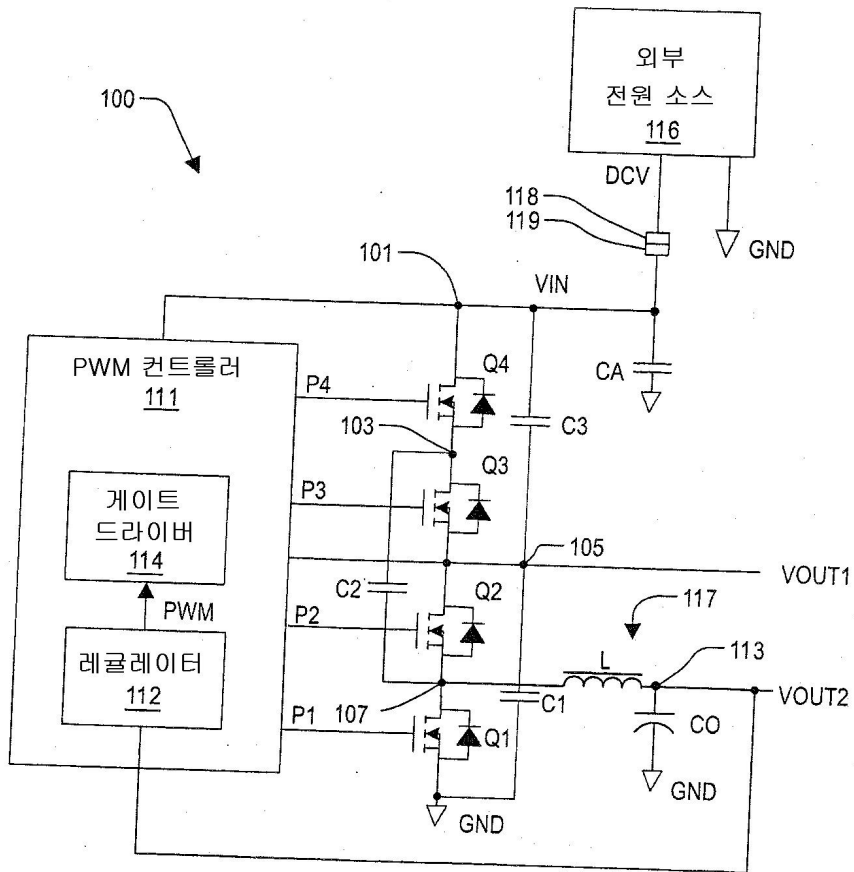 외부
전원 소스
116
100
DCV
118
119
GND
101
VIN
PWM 컨트롤러
111
P4
Q4
CA
C3
103
Q3
P3
게이트
드라이버
114
105
VOUT1
C2
Q2
117
PWM
P2
L
113
레귤레이터
112
107
C1
VOUT2
P1
Q1
CO
GND
GND